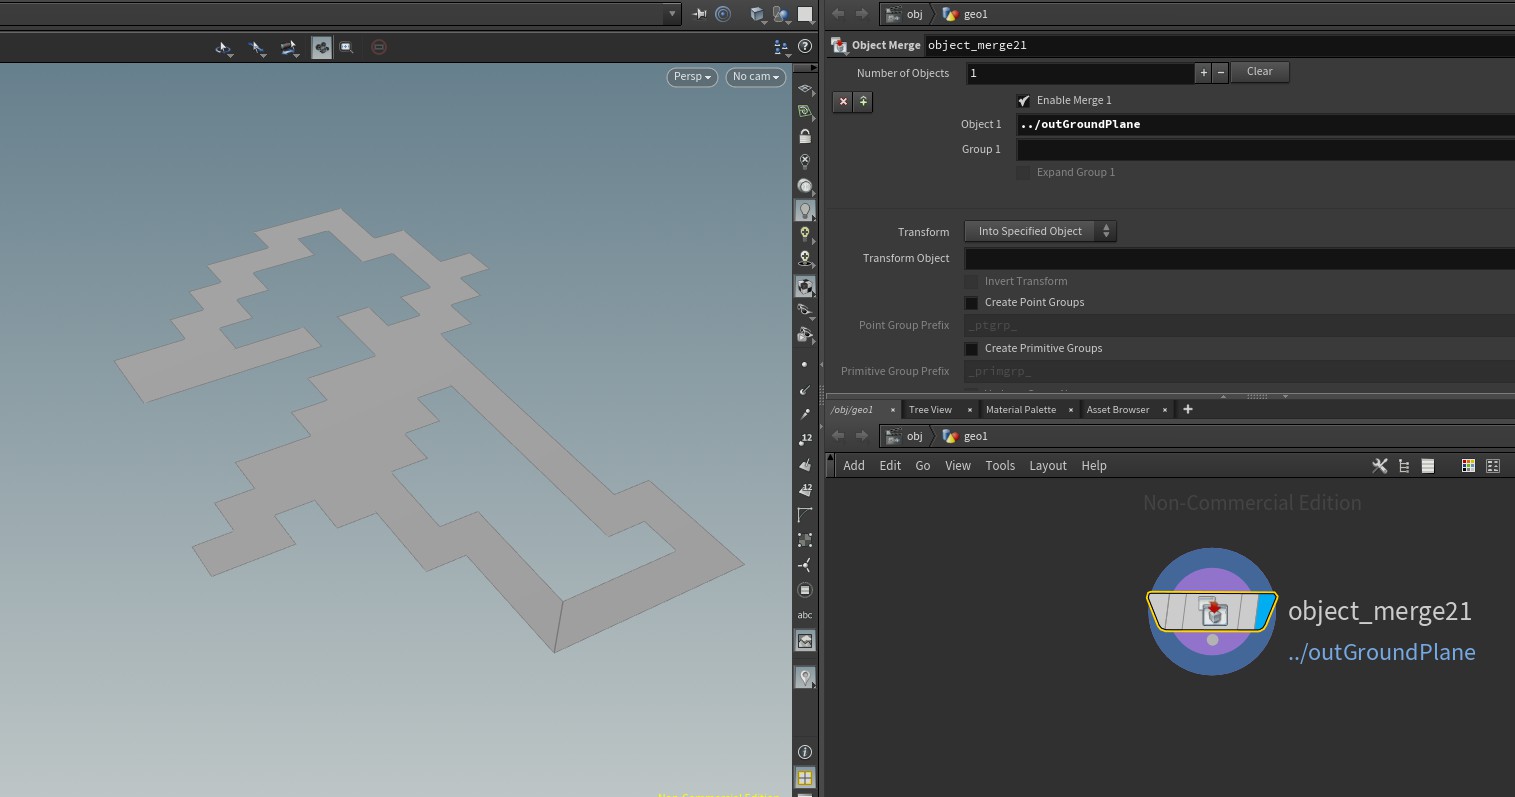 obj geo1
Object Merge object_merge21
Persp No cam
Number of Objects 1 + − Clear
Enable Merge 1
Object 1 ../outGroundPlane
Group 1
Expand Group 1
Transform Into Specified Object
Transform Object
Invert Transform
Create Point Groups
Point Group Prefix _ptgrp_
Create Primitive Groups
Primitive Group Prefix _primgrp_
/obj/geo1 × Tree View × Material Palette × Asset Browser × +
obj geo1
Add Edit Go View Tools Layout Help
12
12
abc
Non-Commercial Edition
object_merge21
../outGroundPlane
Non-Commercial Edition